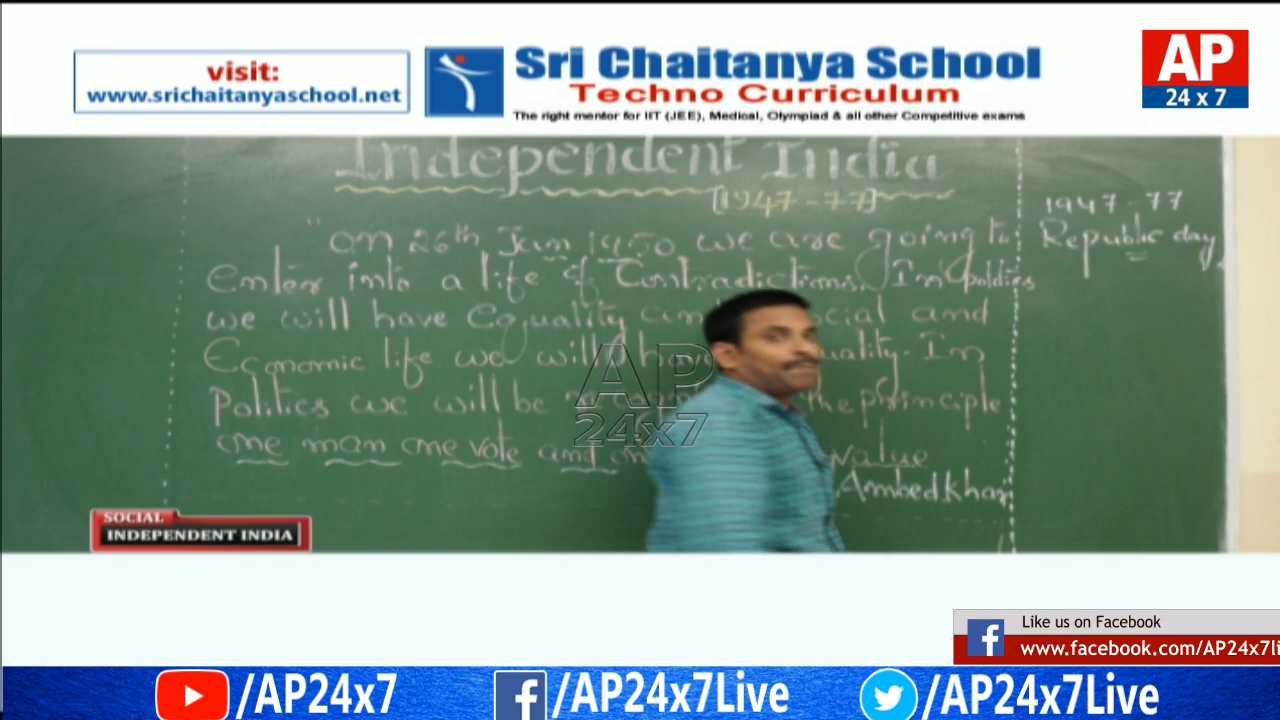 visit:
www.srichaitanyaschool.net
Sri Chaitanya School
Techno Curriculum
The right mentor for IIT (JEE), Medical, Olympiad & all other Competitive exams
AP
24 x 7
Independent India
[1947-77]
1947-77
Republic day
"On 26th Jan 1950 we are going to
Enter into a life of Contradictions. In politics
we will have Equality and social and
Economic life we will have In
Politics we will be the principle
one man one vote and value
Ambedkhar
AP
24x7
SOCIAL
INDEPENDENT INDIA
Like us on Facebook
www.facebook.com/AP24x7li
/AP24x7
/AP24x7Live
/AP24x7Live